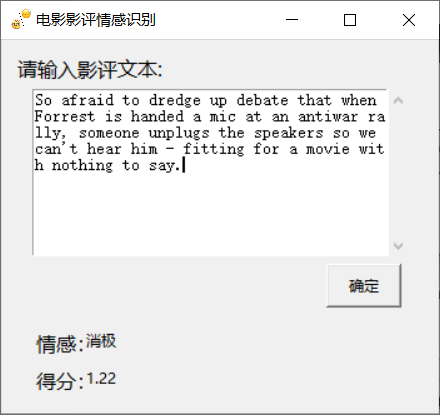 电影影评情感识别
请输入影评文本:
So afraid to dredge up debate that when
Forrest is handed a mic at an antiwar ra
lly, someone unplugs the speakers so we
can't hear him - fitting for a movie wit
h nothing to say.
确定
情感:消极
得分:1.22